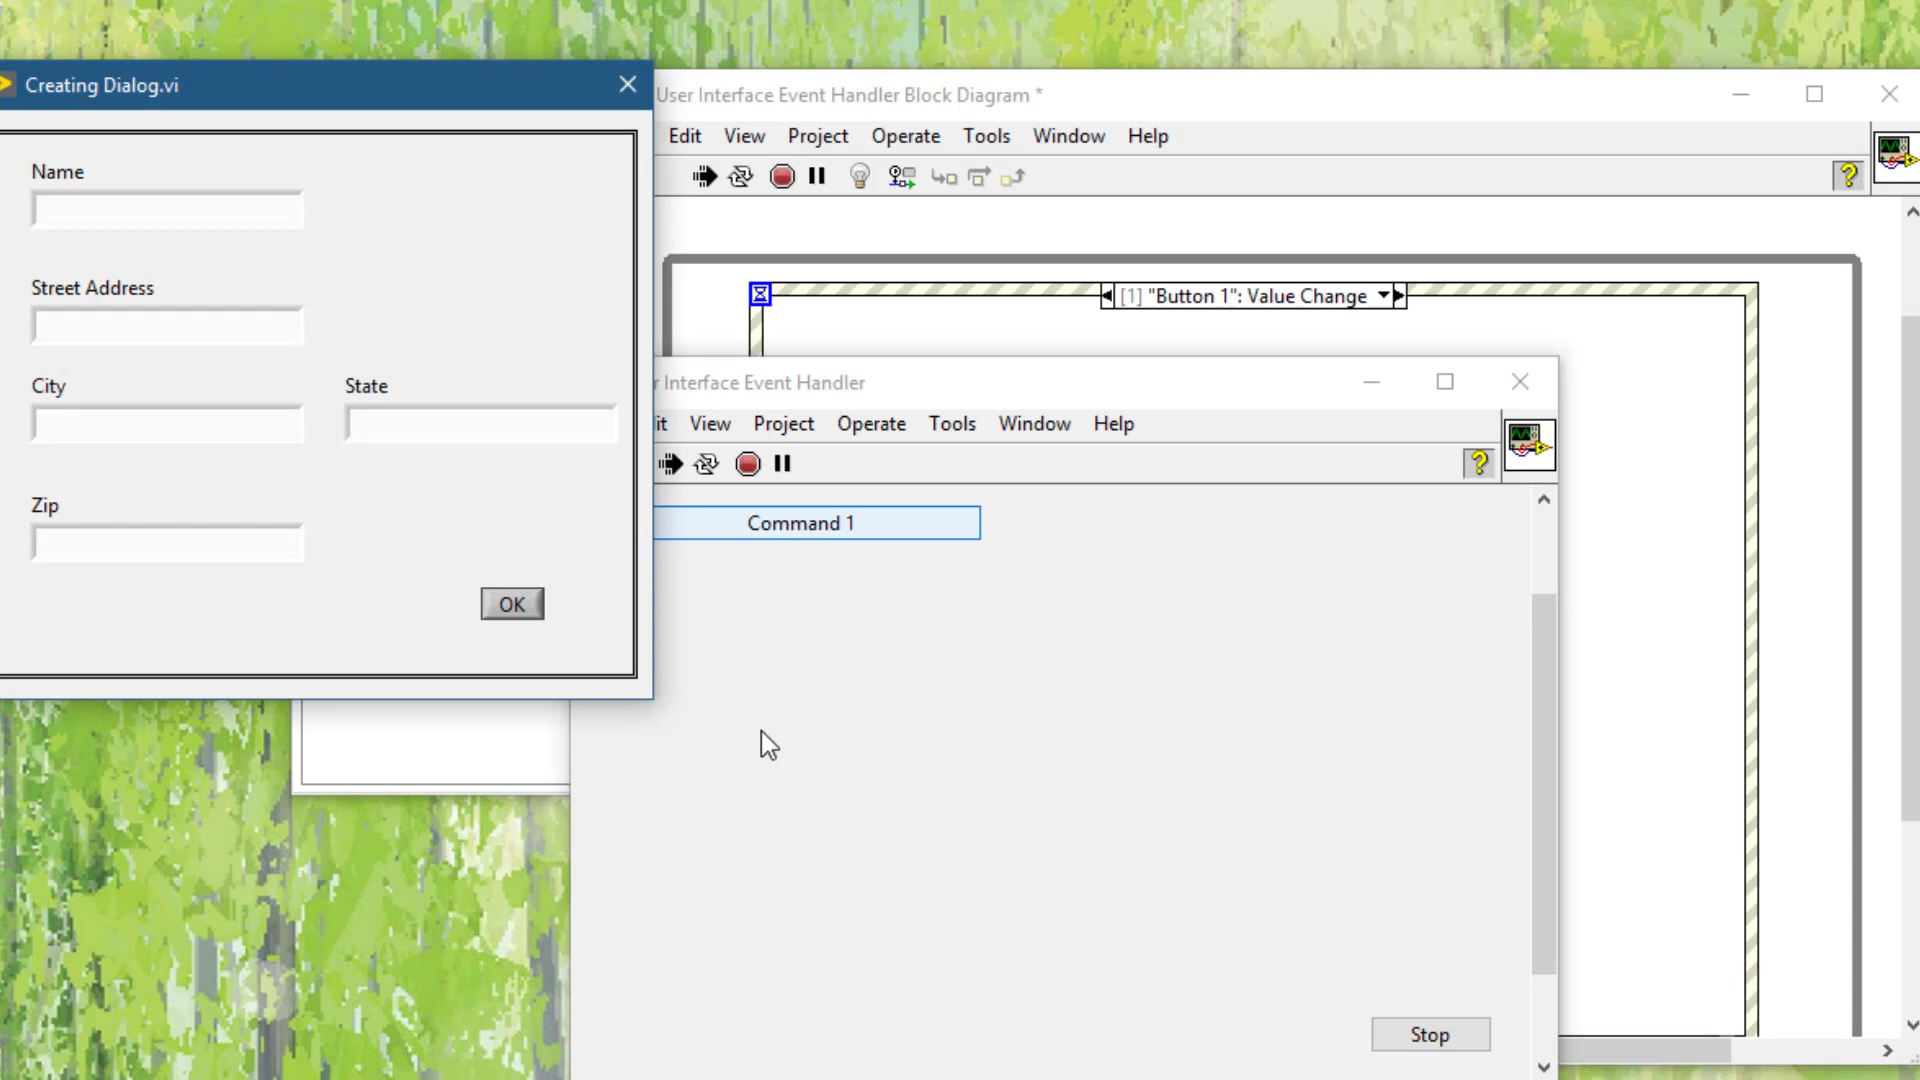 Creating Dialog.vi
Name
Street Address
City
State
Zip
OK
User Interface Event Handler Block Diagram *
Edit View Project Operate Tools Window Help
?
[1] "Button 1": Value Change
r Interface Event Handler
it View Project Operate Tools Window Help
?
Command 1
Stop